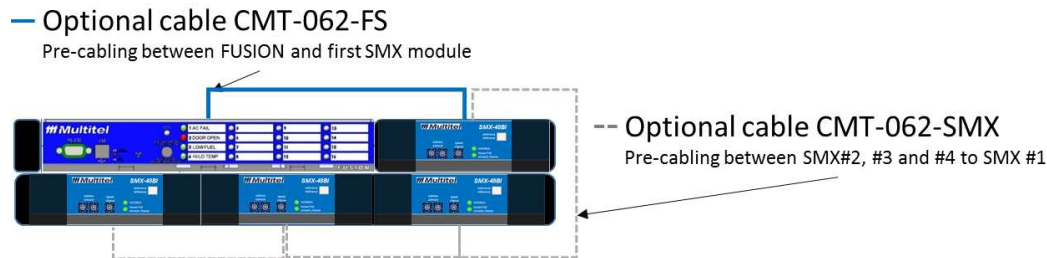 Optional cable CMT-062-FS
Pre-cabling between FUSION and first SMX module
Multitel
1 AC FAIL
2 DOOR OPEN
3 LOW FUEL
4 HI/LO TEMP
FUSION
Multitel SMX-48BI
Multitel SMX-48BI
Multitel SMX-48BI
Multitel SMX-48BI
Optional cable CMT-062-SMX
Pre-cabling between SMX#2, #3 and #4 to SMX #1